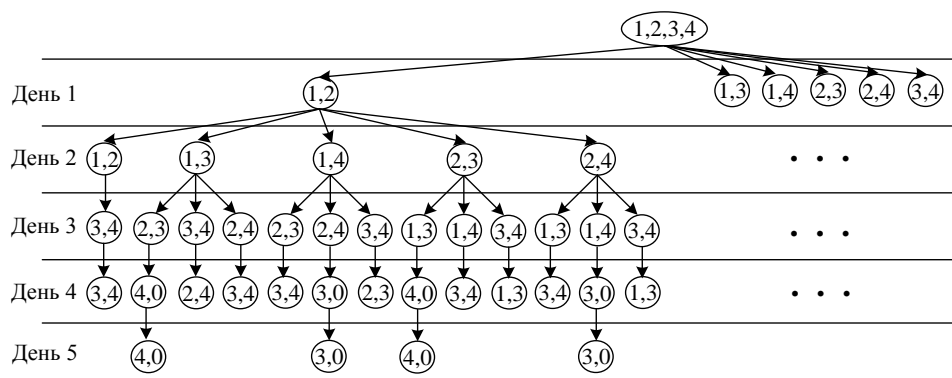 1,2,3,4
День 1 1,2 1,3 1,4 2,3 2,4 3,4
День 2 1,2 1,3 1,4 2,3 2,4 • • •
День 3 3,4 2,3 3,4 2,4 2,3 2,4 3,4 1,3 1,4 3,4 1,3 1,4 3,4 • • •
День 4 3,4 4,0 2,4 3,4 3,4 3,0 2,3 4,0 3,4 1,3 3,4 3,0 1,3 • • •
День 5 4,0 3,0 4,0 3,0